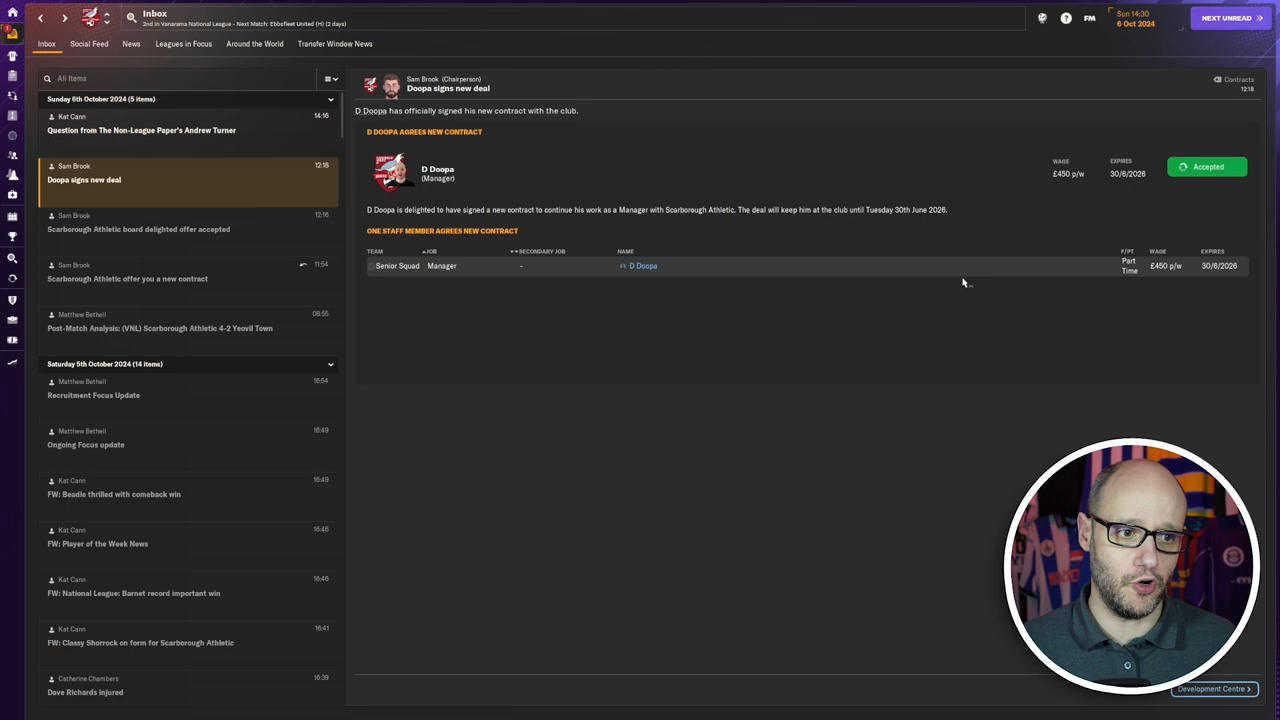 Inbox
2nd in Vanarama National League - Next Match: Ebbsfleet United (H) (2 days)
FM
Sun 14:30
6 Oct 2024
NEXT UNREAD
Inbox
Social Feed
News
Leagues in Focus
Around the World
Transfer Window News
All Items
Sunday 6th October 2024 (5 items)
Kat Cann 14:16
Question from The Non-League Paper's Andrew Turner
Sam Brook 12:18
Doopa signs new deal
Sam Brook 12:16
Scarborough Athletic board delighted offer accepted
Sam Brook 11:54
Scarborough Athletic offer you a new contract
Matthew Bethell 08:55
Post-Match Analysis: (VNL) Scarborough Athletic 4-2 Yeovil Town
Saturday 5th October 2024 (14 items)
Matthew Bethell 16:54
Recruitment Focus Update
Matthew Bethell 16:49
Ongoing Focus update
Kat Cann 16:49
FW: Beadle thrilled with comeback win
Kat Cann 16:46
FW: Player of the Week News
Kat Cann 16:46
FW: National League: Barnet record important win
Kat Cann 16:41
FW: Classy Shorrock on form for Scarborough Athletic
Catherine Chambers 16:39
Dave Richards injured
Sam Brook (Chairperson)
Doopa signs new deal
Contracts
12:18
D Doopa has officially signed his new contract with the club.
D DOOPA AGREES NEW CONTRACT
D Doopa
(Manager)
WAGE EXPIRES
£450 p/w 30/6/2026
Accepted
D Doopa is delighted to have signed a new contract to continue his work as a Manager with Scarborough Athletic. The deal will keep him at the club until Tuesday 30th June 2026.
ONE STAFF MEMBER AGREES NEW CONTRACT
TEAM JOB SECONDARY JOB NAME F/PT WAGE EXPIRES
Senior Squad Manager - D Doopa Part Time £450 p/w 30/6/2026
Development Centre